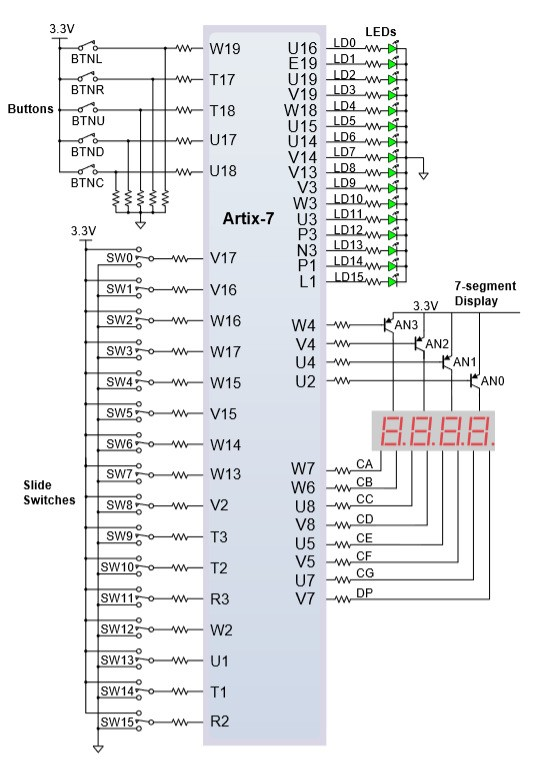 3.3V
BTNL
BTNR
BTNU
BTND
BTNC
Buttons
W19
T17
T18
U17
U18
Artix-7
LEDs
U16 LD0
E19 LD1
U19 LD2
V19 LD3
W18 LD4
U15 LD5
U14 LD6
V14 LD7
V13 LD8
V3 LD9
W3 LD10
U3 LD11
P3 LD12
N3 LD13
P1 LD14
L1 LD15
3.3V
SW0 V17
SW1 V16
SW2 W16
SW3 W17
SW4 W15
SW5 V15
SW6 W14
SW7 W13
SW8 V2
SW9 T3
SW10 T2
SW11 R3
SW12 W2
SW13 U1
SW14 T1
SW15 R2
Slide
Switches
7-segment
Display
3.3V
W4 AN3
V4 AN2
U4 AN1
U2 AN0
8.8.8.8.
W7 CA
W6 CB
U8 CC
V8 CD
U5 CE
V5 CF
U7 CG
V7 DP